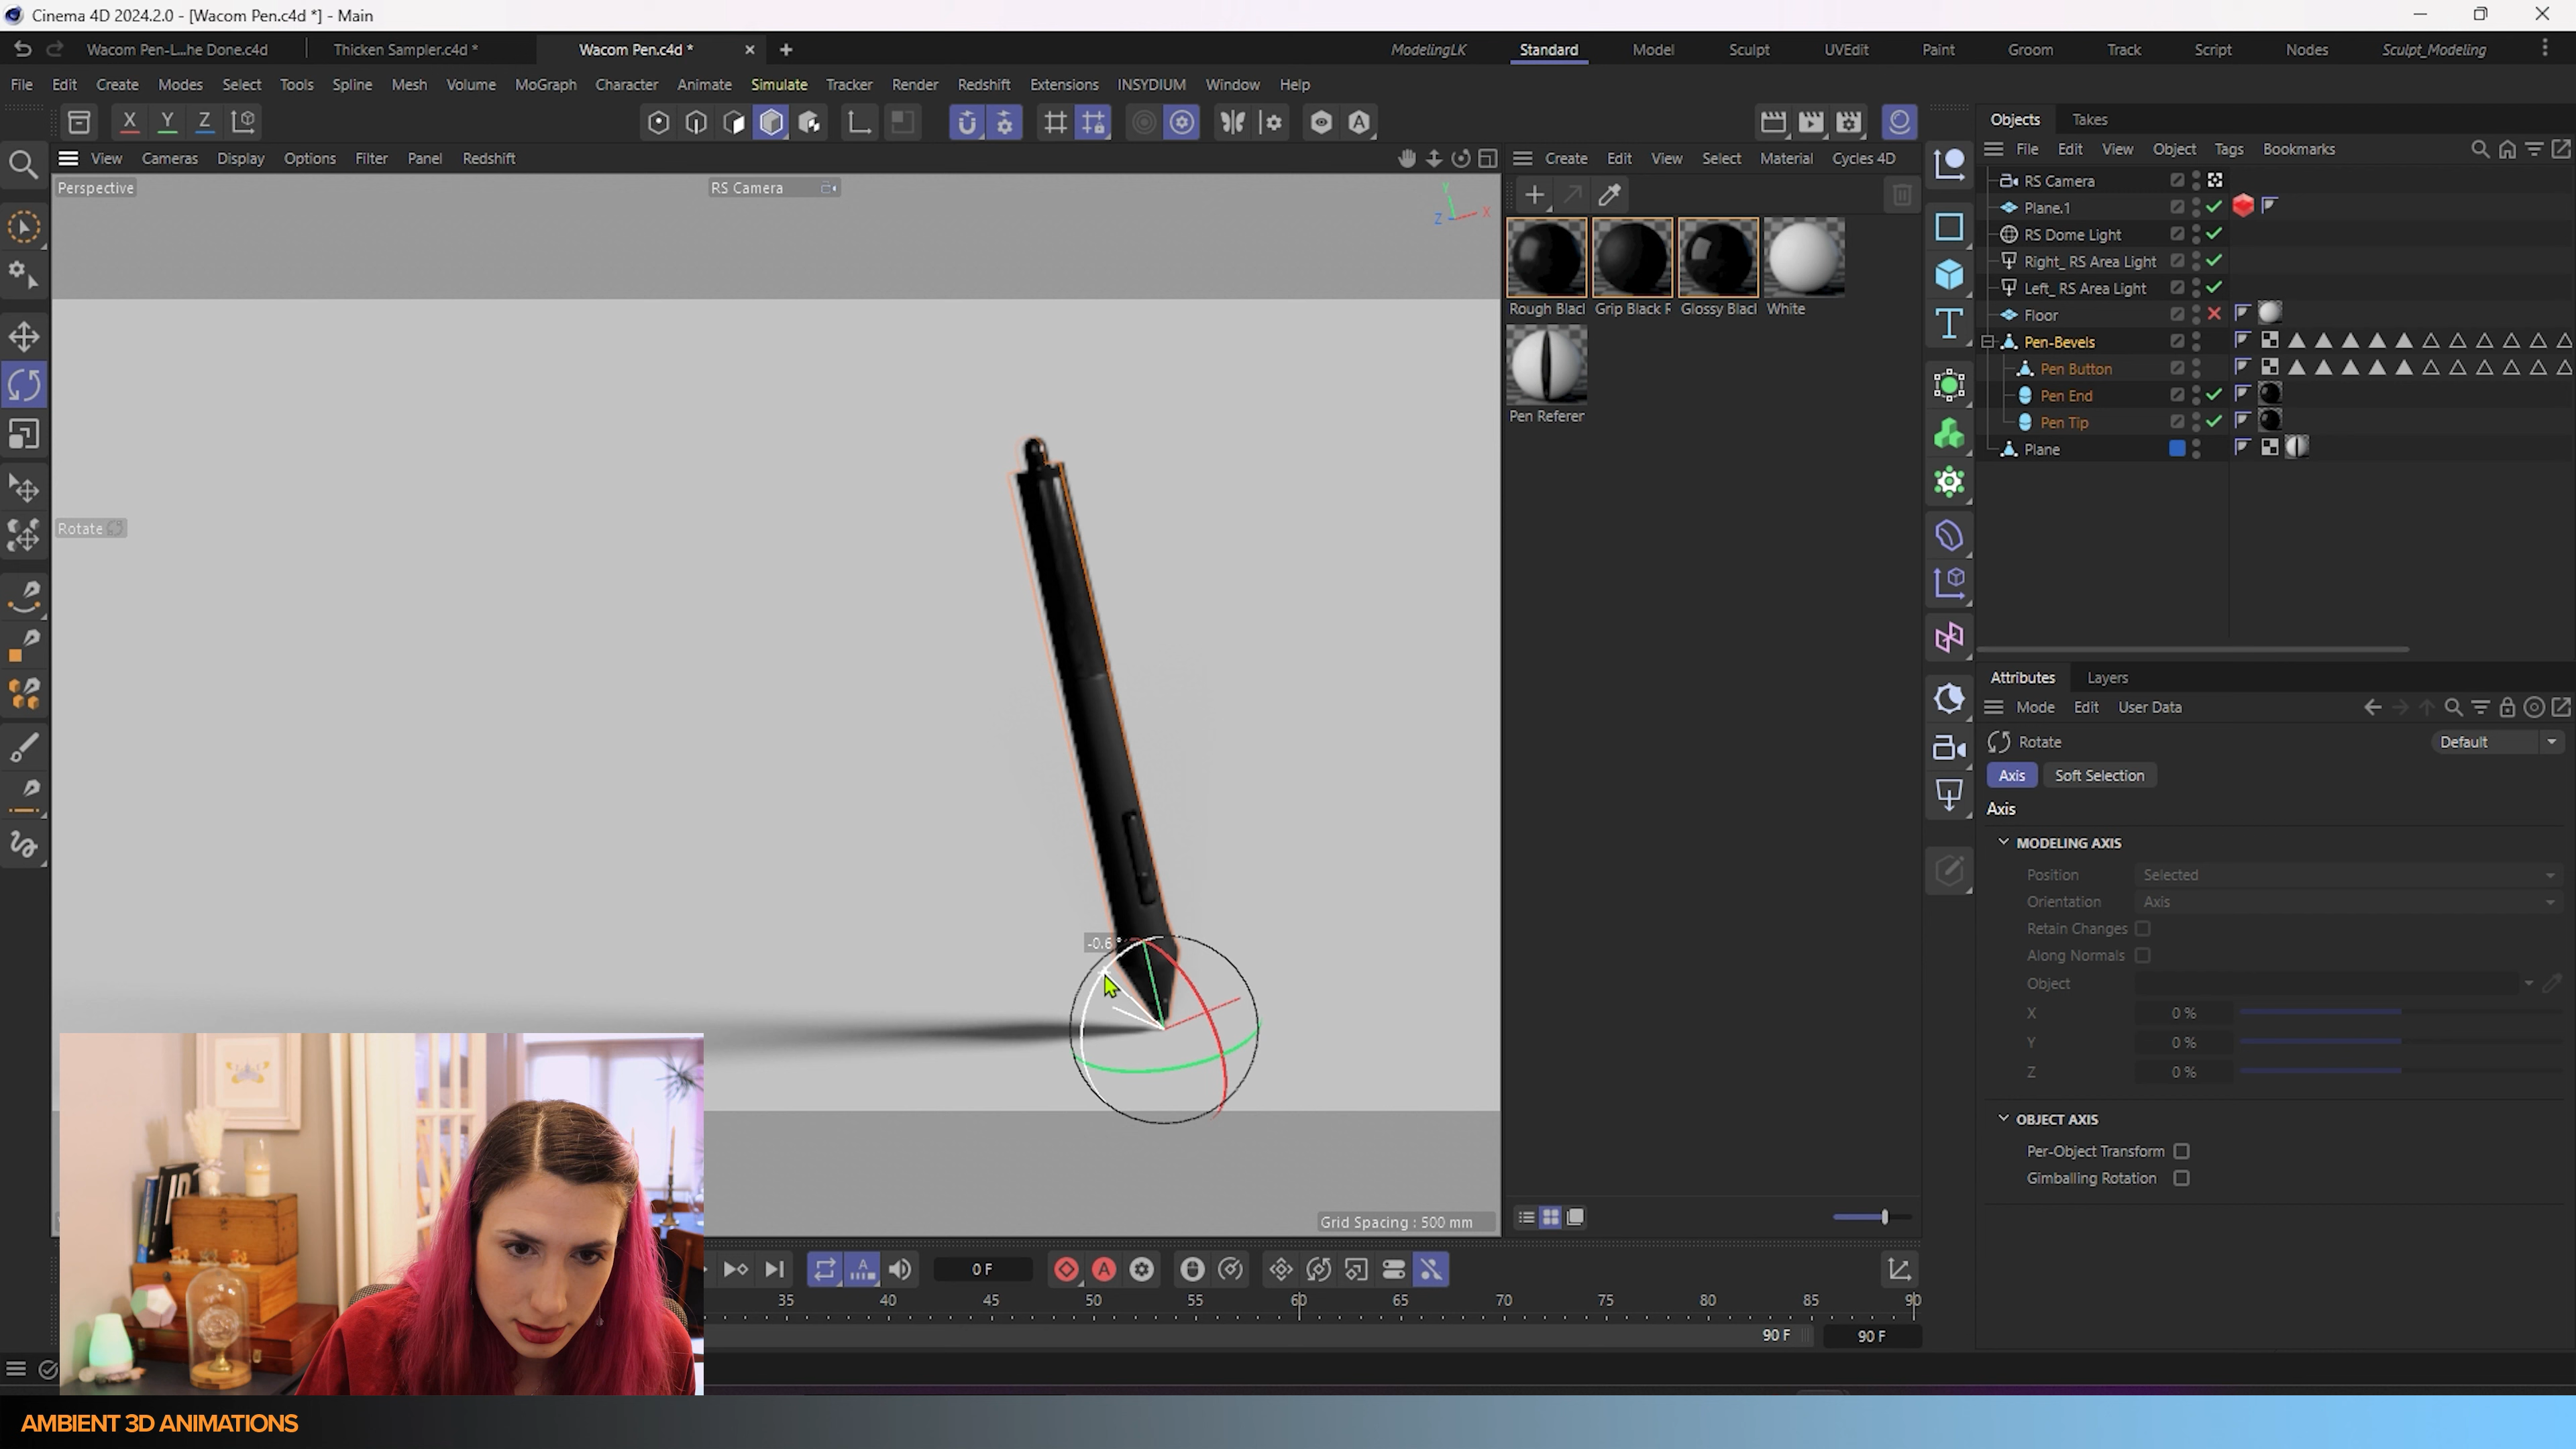 Cinema 4D 2024.2.0 - [Wacom Pen.c4d *] - Main
Wacom Pen-L...he Done.c4d
Thicken Sampler.c4d *
Wacom Pen.c4d *
ModelingLK
Standard
Model
Sculpt
UVEdit
Paint
Groom
Track
Script
Nodes
Sculpt_Modeling
File Edit Create Modes Select Tools Spline Mesh Volume MoGraph Character Animate Simulate Tracker Render Redshift Extensions INSYDIUM Window Help
X Y Z
Objects Takes
View Cameras Display Options Filter Panel Redshift
Create Edit View Select Material Cycles 4D
File Edit View Object Tags Bookmarks
Perspective
RS Camera
Y
X
Z
Rotate
-0.6 °
Grid Spacing : 500 mm
Rough Blacl
Grip Black F
Glossy Blacl
White
Pen Referer
RS Camera
Plane.1
RS Dome Light
Right_ RS Area Light
Left_ RS Area Light
Floor
Pen-Bevels
Pen Button
Pen End
Pen Tip
Plane
Attributes Layers
Mode Edit User Data
Rotate
Default
Axis Soft Selection
Axis
MODELING AXIS
Position Selected
Orientation Axis
Retain Changes
Along Normals
Object
X 0 %
Y 0 %
Z 0 %
OBJECT AXIS
Per-Object Transform
Gimballing Rotation
0 F
35 40 45 50 55 60 65 70 75 80 85 90
90 F
90 F
AMBIENT 3D ANIMATIONS